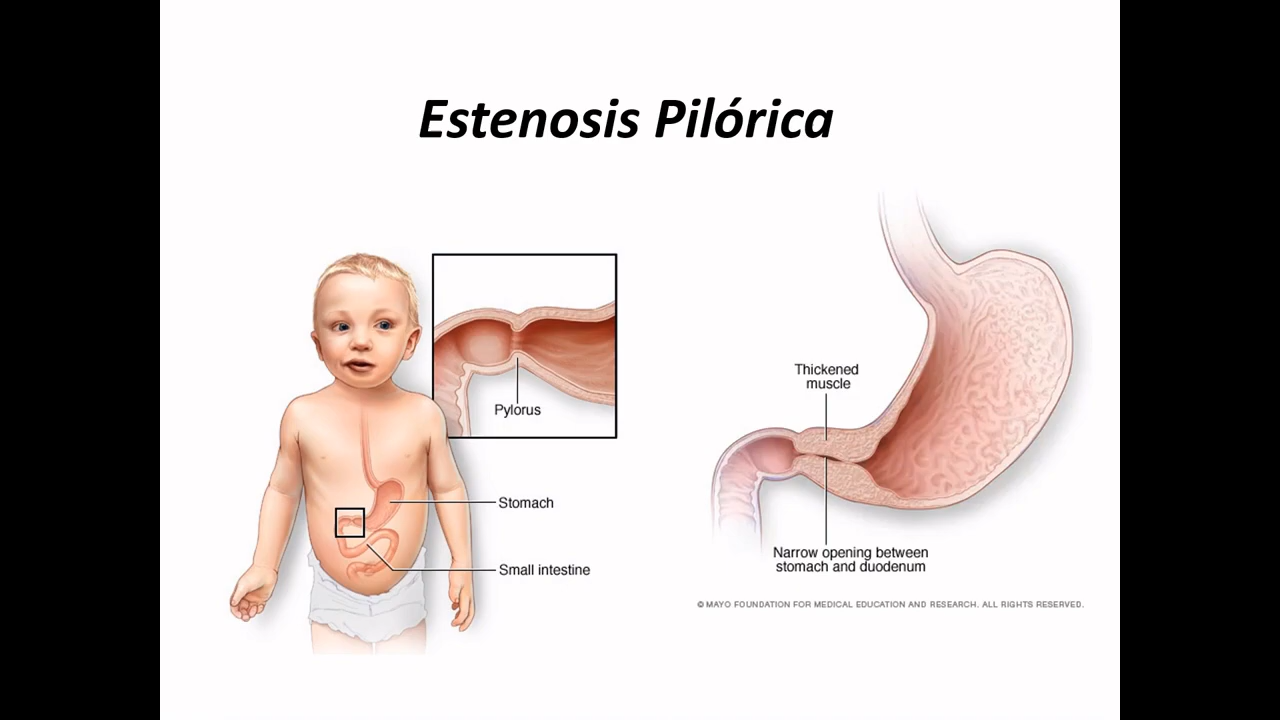 Estenosis Pilórica
Pylorus
Stomach
Small intestine
Thickened
muscle
Narrow opening between
stomach and duodenum
© MAYO FOUNDATION FOR MEDICAL EDUCATION AND RESEARCH. ALL RIGHTS RESERVED.